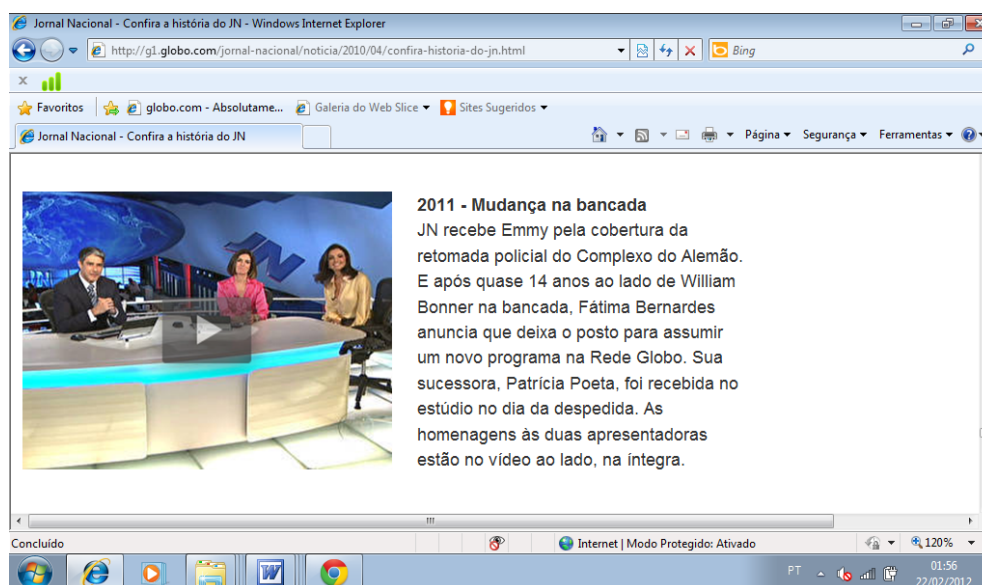 Jornal Nacional - Confira a história do JN - Windows Internet Explorer
http://g1.globo.com/jornal-nacional/noticia/2010/04/confira-historia-do-jn.html
Bing
Favoritos
globo.com - Absolutame...
Galeria do Web Slice
Sites Sugeridos
Jornal Nacional - Confira a história do JN
Página
Segurança
Ferramentas
JN
2011 - Mudança na bancada
JN recebe Emmy pela cobertura da
retomada policial do Complexo do Alemão.
E após quase 14 anos ao lado de William
Bonner na bancada, Fátima Bernardes
anuncia que deixa o posto para assumir
um novo programa na Rede Globo. Sua
sucessora, Patrícia Poeta, foi recebida no
estúdio no dia da despedida. As
homenagens às duas apresentadoras
estão no vídeo ao lado, na íntegra.
Concluído
Internet | Modo Protegido: Ativado
120%
PT
01:56
22/02/2012